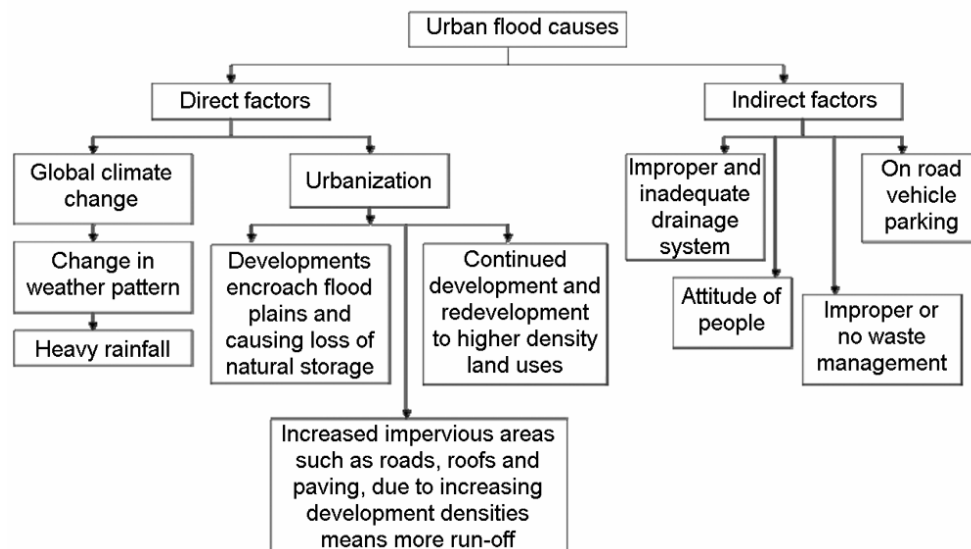 Urban flood causes
Direct factors
Indirect factors
Global climate
change
Urbanization
Improper and
inadequate
drainage
system
On road
vehicle
parking
Change in
weather pattern
Developments
encroach flood
plains and
causing loss of
natural storage
Continued
development and
redevelopment
to higher density
land uses
Attitude of
people
Improper or
no waste
management
Heavy rainfall
Increased impervious areas
such as roads, roofs and
paving, due to increasing
development densities
means more run-off